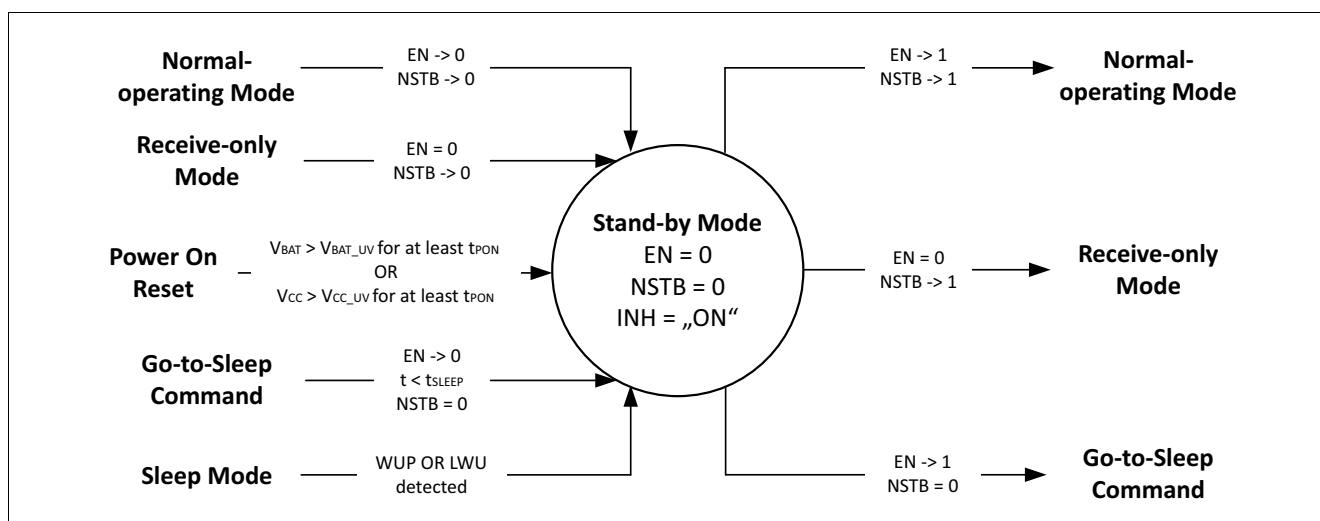 Normal-
operating Mode
EN -> 0
NSTB -> 0
Receive-only
Mode
EN = 0
NSTB -> 0
Power On
Reset
VBAT > VBAT_UV for at least tPON
OR
VCC > VCC_UV for at least tPON
Go-to-Sleep
Command
EN -> 0
t < tSLEEP
NSTB = 0
Sleep Mode
WUP OR LWU
detected
Stand-by Mode
EN = 0
NSTB = 0
INH = „ON“
EN -> 1
NSTB -> 1
Normal-
operating Mode
EN = 0
NSTB -> 1
Receive-only
Mode
EN -> 1
NSTB = 0
Go-to-Sleep
Command